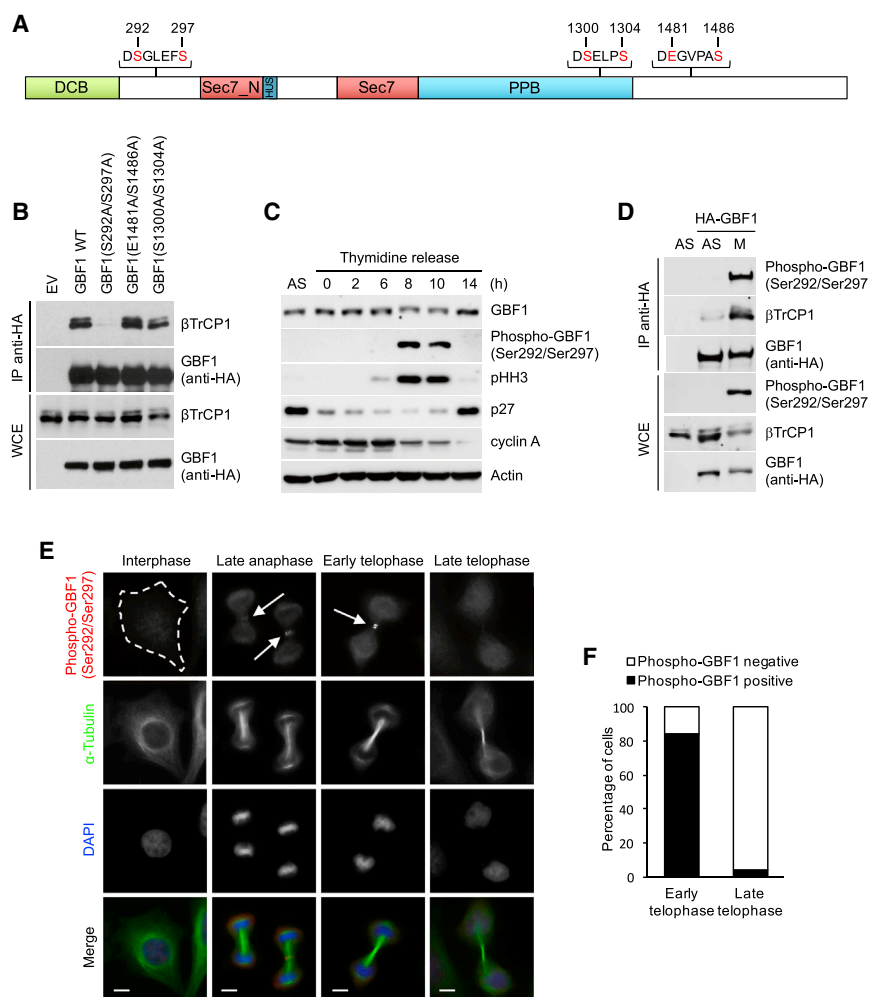 A
292 297 1300 1304 1481 1486
DSGLEFS DSELPS DEGVPAS
DCB Sec7_N HUS Sec7 PPB
B
EV
GBF1 WT
GBF1(S292A/S297A)
GBF1(E1481A/S1486A)
GBF1(S1300A/S1304A)
IP anti-HA
βTrCP1
GBF1
(anti-HA)
WCE
βTrCP1
GBF1
(anti-HA)
C
Thymidine release
AS 0 2 6 8 10 14 (h)
GBF1
Phospho-GBF1
(Ser292/Ser297)
pHH3
p27
cyclin A
Actin
D
HA-GBF1
AS AS M
IP anti-HA
Phospho-GBF1
(Ser292/Ser297
βTrCP1
GBF1
(anti-HA)
WCE
Phospho-GBF1
(Ser292/Ser297
βTrCP1
GBF1
(anti-HA)
E
Interphase Late anaphase Early telophase Late telophase
Phospho-GBF1
(Ser292/Ser297)
α-Tubulin
DAPI
Merge
F
Phospho-GBF1 negative
Phospho-GBF1 positive
Percentage of cells
100
80
60
40
20
0
Early
telophase
Late
telophase